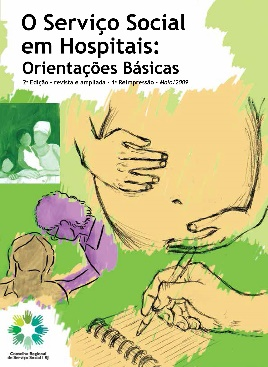 O Serviço Social
em Hospitais:
Orientações Básicas
2ª Edição - revista e ampliada - 1ª Reimpressão - Maio/2009
Conselho Regional
de Serviço Social RJ